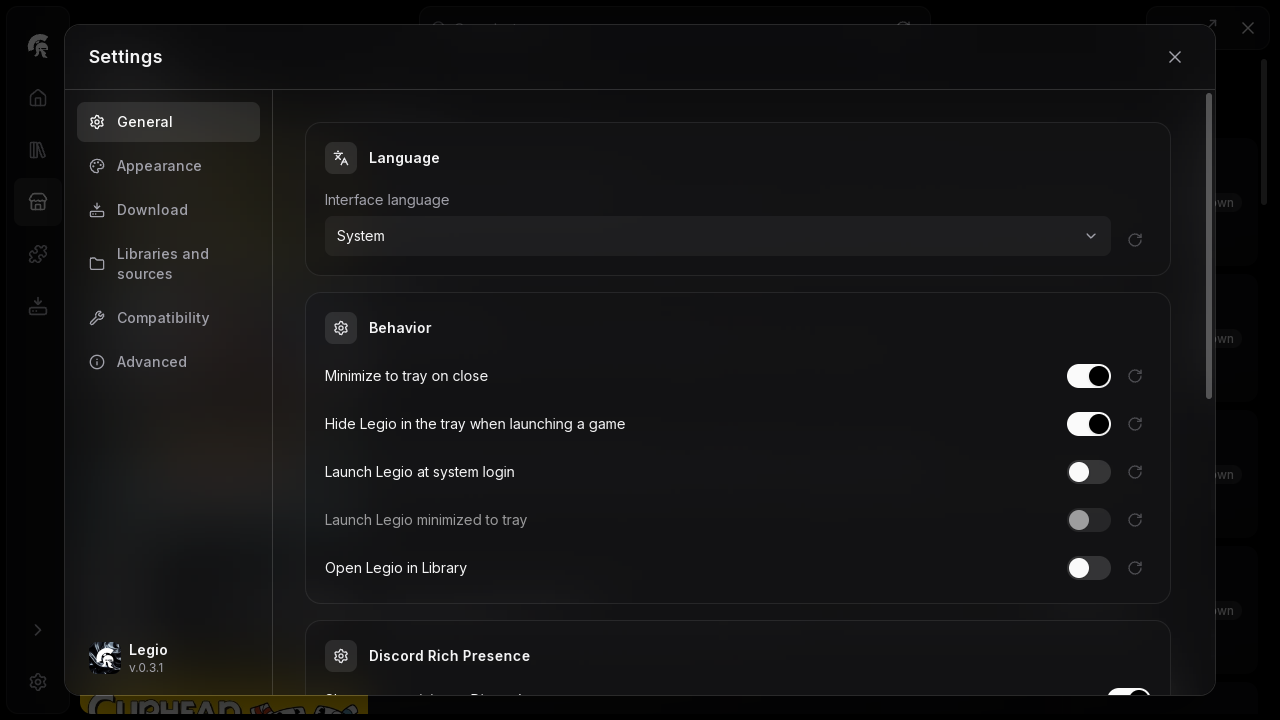 Settings
General
Appearance
Download
Libraries and
sources
Compatibility
Advanced
Legio
v.0.3.1
Language
Interface language
System
Behavior
Minimize to tray on close
Hide Legio in the tray when launching a game
Launch Legio at system login
Launch Legio minimized to tray
Open Legio in Library
Discord Rich Presence
CUPHEAD